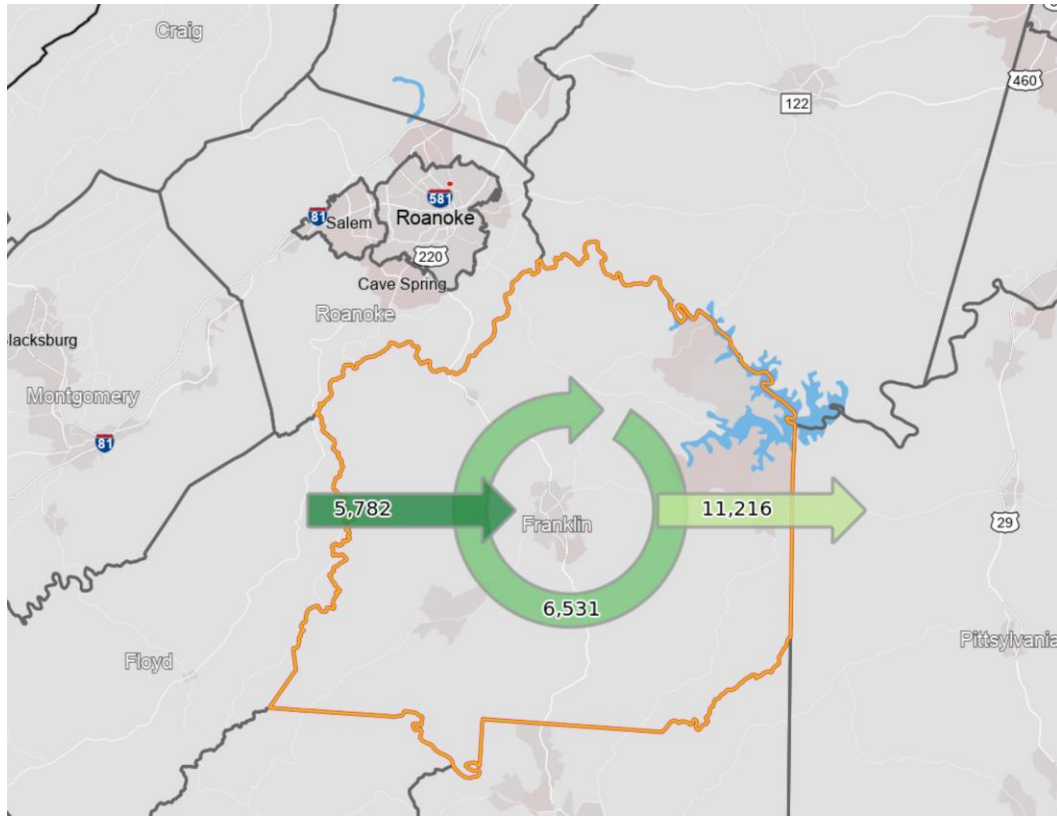 Craig
460
122
581
81
Salem
Roanoke
220
Cave Spring
Roanoke
lacksburg
Montgomery
81
5,782
11,216
Franklin
29
6,531
Floyd
Pittsylvania